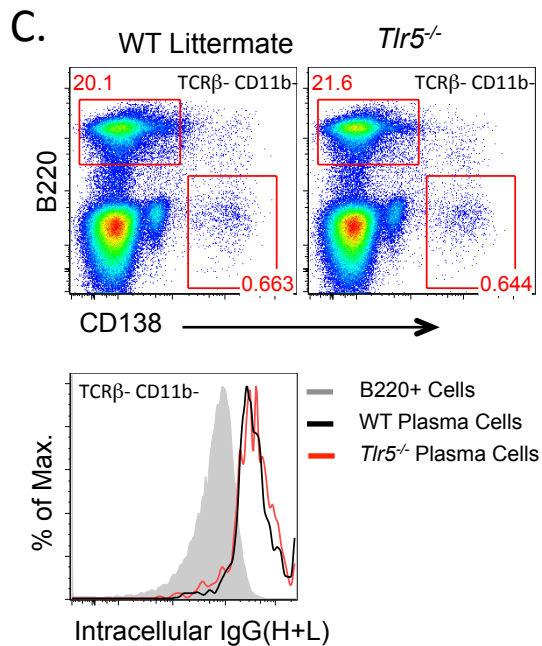 C.
WT Littermate
Tlr5-/-
20.1
TCRβ- CD11b-
21.6
TCRβ- CD11b-
B220
0.663
0.644
CD138
TCRβ- CD11b-
% of Max.
Intracellular IgG(H+L)
B220+ Cells
WT Plasma Cells
Tlr5-/- Plasma Cells